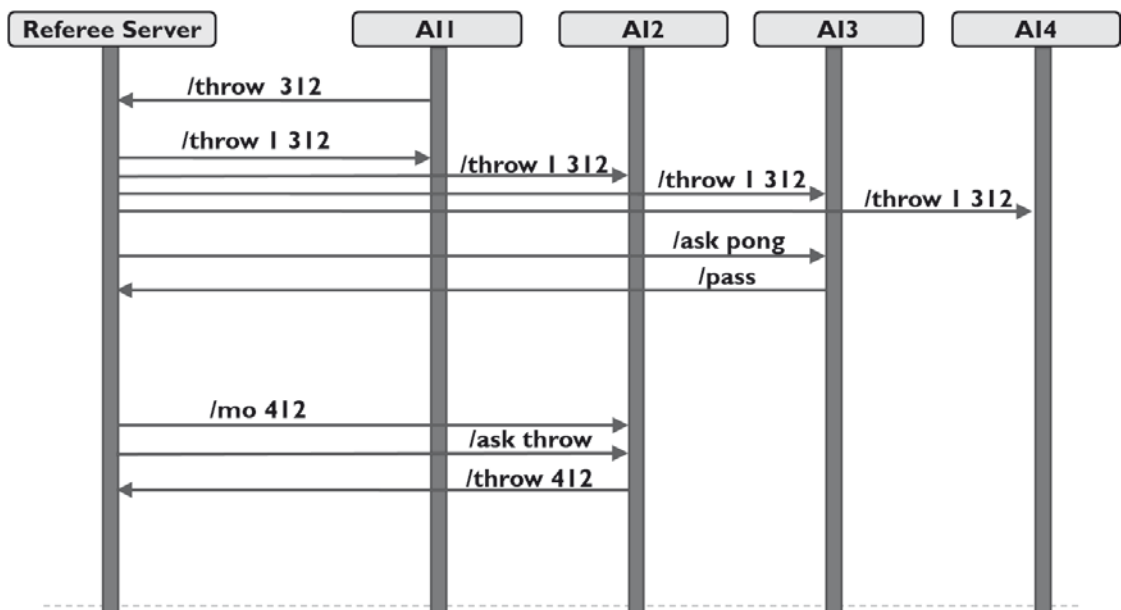 Referee Server AI1 AI2 AI3 AI4
/throw 312
/throw 1 312
/throw 1 312
/throw 1 312
/throw 1 312
/ask pong
/pass
/mo 412
/ask throw
/throw 412